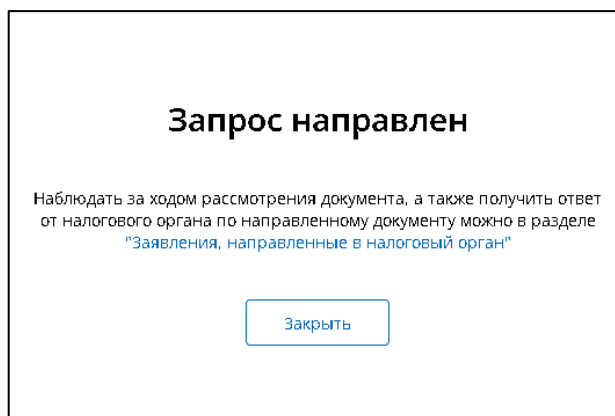 Запрос направлен
Наблюдать за ходом рассмотрения документа, а также получить ответ
от налогового органа по направленному документу можно в разделе
"Заявления, направленные в налоговый орган"
Закрыть